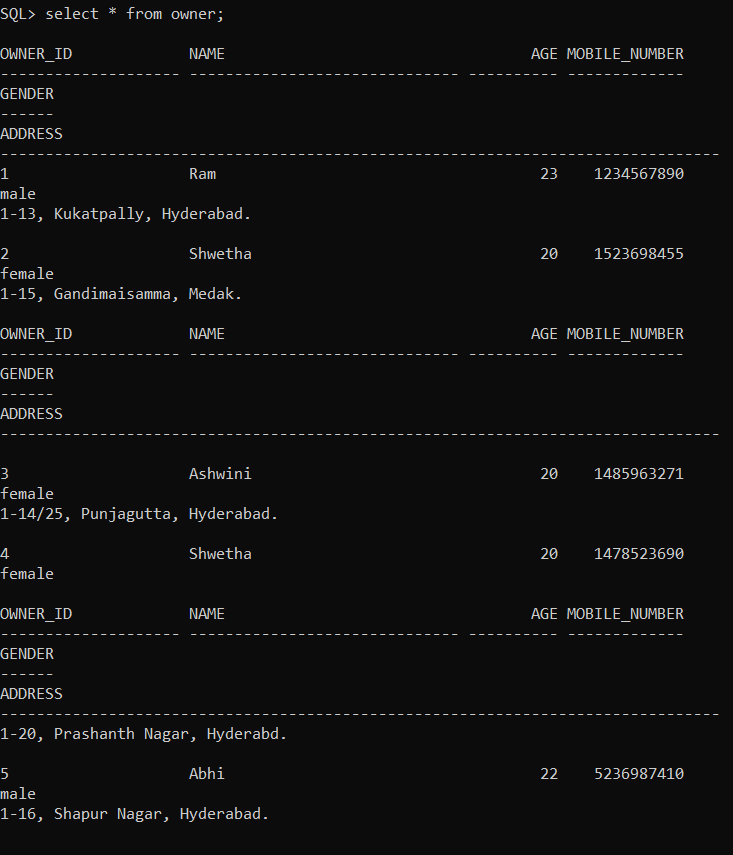 SQL> select * from owner;
OWNER_ID             NAME                                  AGE MOBILE_NUMBER
-------------------- ------------------------------ ---------- -------------
GENDER
------
ADDRESS
--------------------------------------------------------------------------------
1                    Ram                                    23    1234567890
male
1-13, Kukatpally, Hyderabad.
2                    Shwetha                                20    1523698455
female
1-15, Gandimaisamma, Medak.
OWNER_ID             NAME                                  AGE MOBILE_NUMBER
-------------------- ------------------------------ ---------- -------------
GENDER
------
ADDRESS
--------------------------------------------------------------------------------
3                    Ashwini                                20    1485963271
female
1-14/25, Punjagutta, Hyderabad.
4                    Shwetha                                20    1478523690
female
OWNER_ID             NAME                                  AGE MOBILE_NUMBER
-------------------- ------------------------------ ---------- -------------
GENDER
------
ADDRESS
--------------------------------------------------------------------------------
1-20, Prashanth Nagar, Hyderabd.
5                    Abhi                                   22    5236987410
male
1-16, Shapur Nagar, Hyderabad.